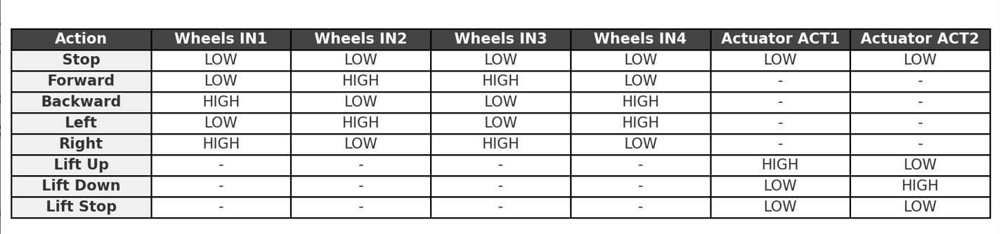 Action Wheels IN1 Wheels IN2 Wheels IN3 Wheels IN4 Actuator ACT1 Actuator ACT2
Stop LOW LOW LOW LOW LOW LOW
Forward LOW HIGH HIGH LOW - -
Backward HIGH LOW LOW HIGH - -
Left LOW HIGH LOW HIGH - -
Right HIGH LOW HIGH LOW - -
Lift Up - - - - HIGH LOW
Lift Down - - - - LOW HIGH
Lift Stop - - - - LOW LOW